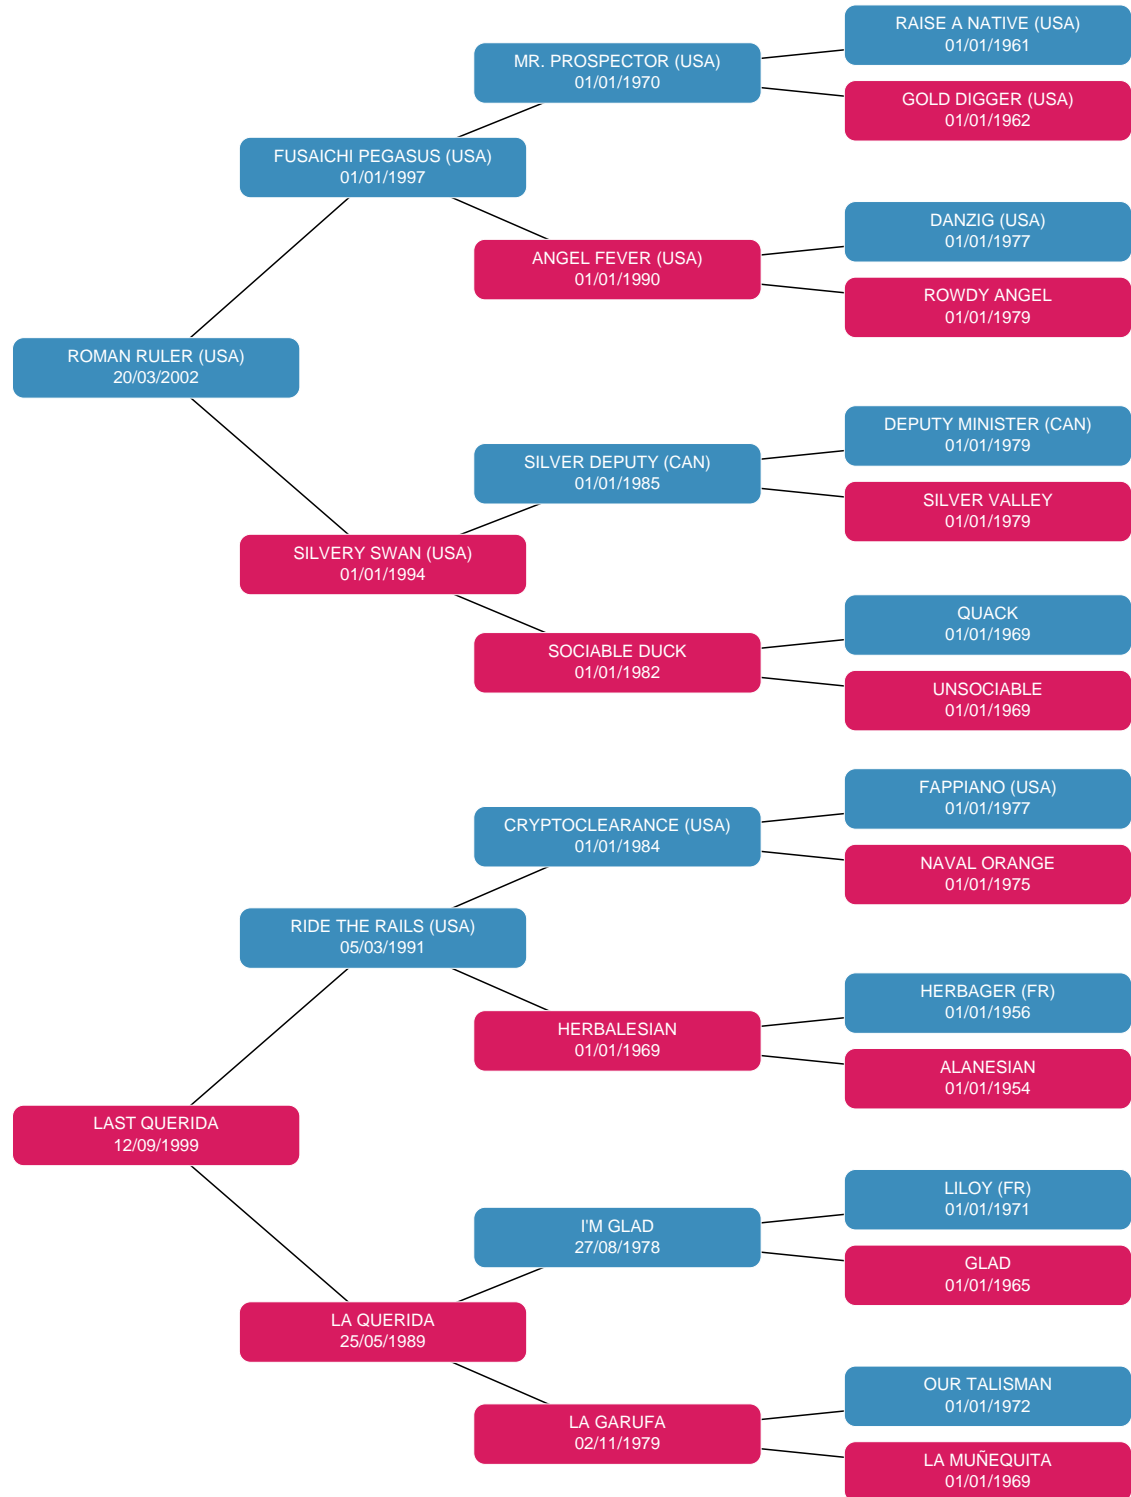 RAISE A NATIVE (USA)
01/01/1961
MR. PROSPECTOR (USA)
01/01/1970
GOLD DIGGER (USA)
01/01/1962
FUSAICHI PEGASUS (USA)
01/01/1997
DANZIG (USA)
01/01/1977
ANGEL FEVER (USA)
01/01/1990
ROWDY ANGEL
01/01/1979
ROMAN RULER (USA)
20/03/2002
DEPUTY MINISTER (CAN)
01/01/1979
SILVER DEPUTY (CAN)
01/01/1985
SILVER VALLEY
01/01/1979
SILVERY SWAN (USA)
01/01/1994
QUACK
01/01/1969
SOCIABLE DUCK
01/01/1982
UNSOCIABLE
01/01/1969
FAPPIANO (USA)
01/01/1977
CRYPTOCLEARANCE (USA)
01/01/1984
NAVAL ORANGE
01/01/1975
RIDE THE RAILS (USA)
05/03/1991
HERBAGER (FR)
01/01/1956
HERBALESIAN
01/01/1969
ALANESIAN
01/01/1954
LAST QUERIDA
12/09/1999
LILOY (FR)
01/01/1971
I'M GLAD
27/08/1978
GLAD
01/01/1965
LA QUERIDA
25/05/1989
OUR TALISMAN
01/01/1972
LA GARUFA
02/11/1979
LA MUÑEQUITA
01/01/1969